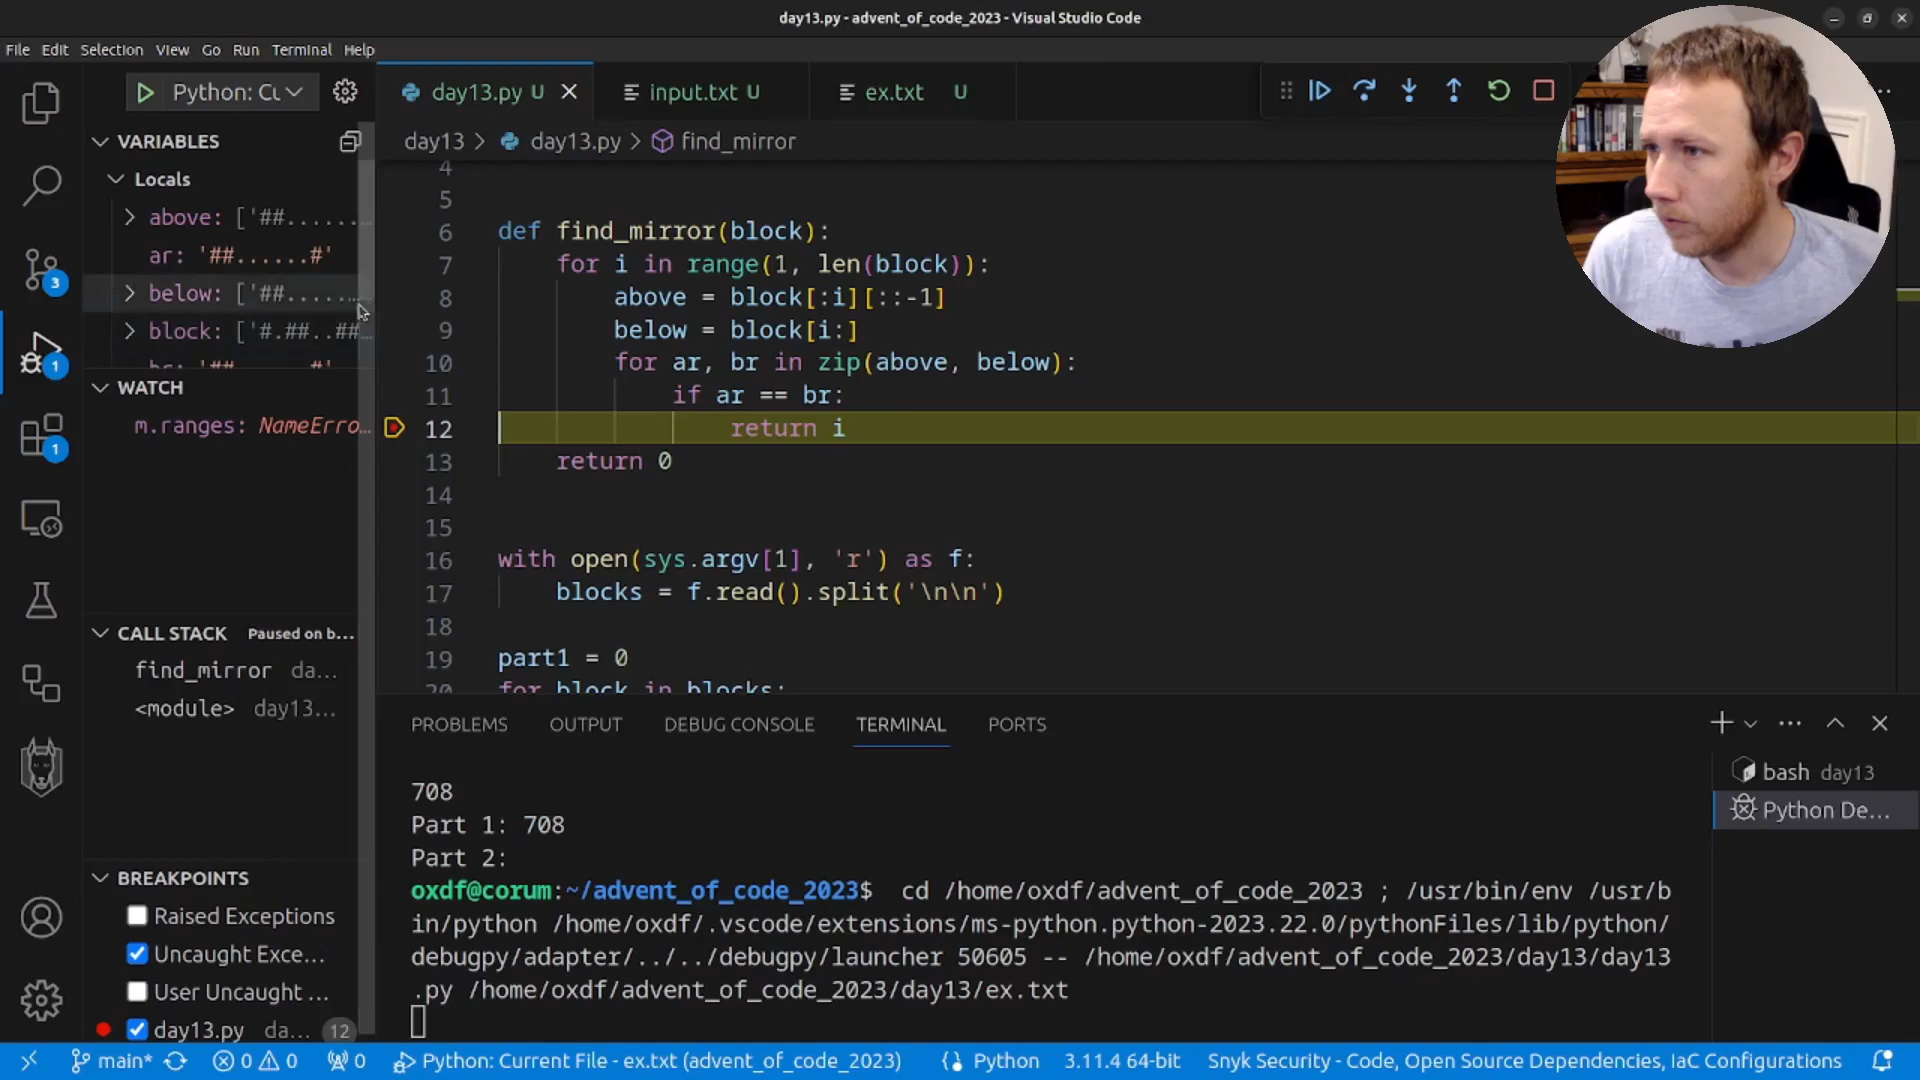 day13.py - advent_of_code_2023 - Visual Studio Code
File Edit Selection View Go Run Terminal Help
Python: Cu
day13.py U
input.txt U
ex.txt U
VARIABLES
day13 > day13.py > find_mirror
Locals
above: ['##.......…
ar: '##......#'
below: ['##.......…
block: ['#.##..##…
WATCH
m.ranges: NameErro…
CALL STACK Paused on b…
find_mirror da…
<module> day13…
BREAKPOINTS
Raised Exceptions
Uncaught Exce…
User Uncaught …
day13.py da… 12
3
1
1
4
5
6 def find_mirror(block):
7 for i in range(1, len(block)):
8 above = block[:i][::-1]
9 below = block[i:]
10 for ar, br in zip(above, below):
11 if ar == br:
12 return i
13 return 0
14
15
16 with open(sys.argv[1], 'r') as f:
17 blocks = f.read().split('\n\n')
18
19 part1 = 0
20 for block in blocks:
PROBLEMS OUTPUT DEBUG CONSOLE TERMINAL PORTS
708
Part 1: 708
Part 2:
oxdf@corum:~/advent_of_code_2023$ cd /home/oxdf/advent_of_code_2023 ; /usr/bin/env /usr/b
in/python /home/oxdf/.vscode/extensions/ms-python.python-2023.22.0/pythonFiles/lib/python/
debugpy/adapter/../../debugpy/launcher 50605 -- /home/oxdf/advent_of_code_2023/day13/day13
.py /home/oxdf/advent_of_code_2023/day13/ex.txt
bash day13
Python De…
main* 0 0 0 Python: Current File - ex.txt (advent_of_code_2023) Python 3.11.4 64-bit Snyk Security - Code, Open Source Dependencies, IaC Configurations